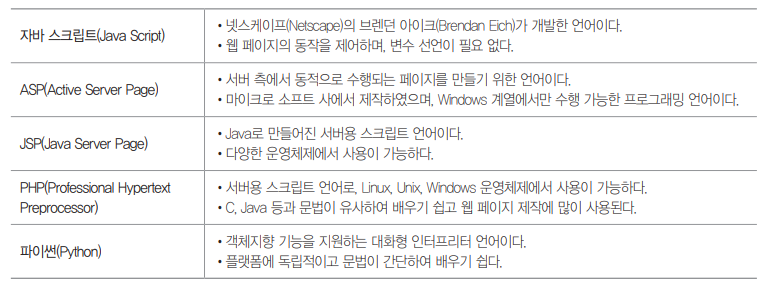 자바 스크립트(Java Script)
• 넷스케이프(Netscape)의 브렌던 아이크(Brendan Eich)가 개발한 언어이다.
• 웹 페이지의 동작을 제어하며, 변수 선언이 필요 없다.
ASP(Active Server Page)
• 서버 측에서 동적으로 수행되는 페이지를 만들기 위한 언어이다.
• 마이크로 소프트 사에서 제작하였으며, Windows 계열에서만 수행 가능한 프로그래밍 언어이다.
JSP(Java Server Page)
• Java로 만들어진 서버용 스크립트 언어이다.
• 다양한 운영체제에서 사용이 가능하다.
PHP(Professional Hypertext
Preprocessor)
• 서버용 스크립트 언어로, Linux, Unix, Windows 운영체제에서 사용이 가능하다.
• C, Java 등과 문법이 유사하여 배우기 쉽고 웹 페이지 제작에 많이 사용된다.
파이썬(Python)
• 객체지향 기능을 지원하는 대화형 인터프리터 언어이다.
• 플랫폼에 독립적이고 문법이 간단하여 배우기 쉽다.